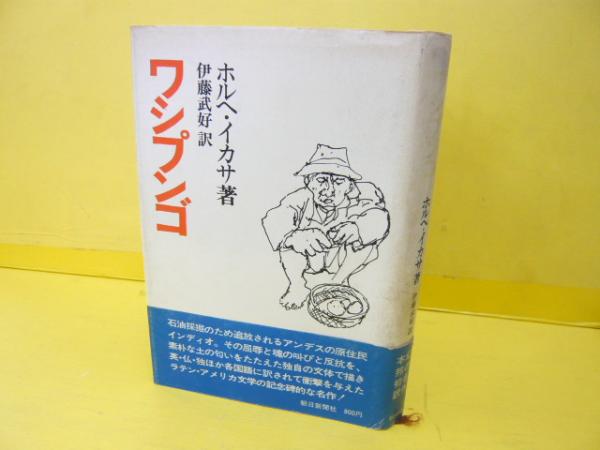 ワシプンゴ
ホルヘ・イカサ著
伊藤武好訳
石油採掘のため追放されるアンデスの原住民
インディオ。その屈辱と魂の叫びと反抗を、
素朴な土の匂いをたたえた独自の文体で描き
英・仏・独ほか各国語に訳されて衝撃を与えた
ラテン・アメリカ文学の記念碑的な名作！
朝日新聞社 800円
ホルヘ・イカサ著